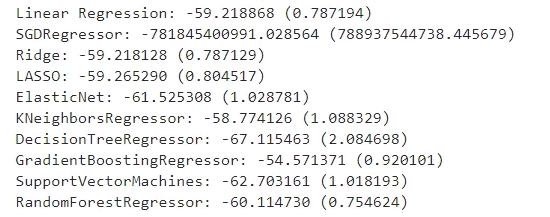 Linear Regression: -59.218868 (0.787194)
SGDRegressor: -781845400991.028564 (788937544738.445679)
Ridge: -59.218128 (0.787129)
LASSO: -59.265290 (0.804517)
ElasticNet: -61.525308 (1.028781)
KNeighborsRegressor: -58.774126 (1.088329)
DecisionTreeRegressor: -67.115463 (2.084698)
GradientBoostingRegressor: -54.571371 (0.920101)
SupportVectorMachines: -62.703161 (1.018193)
RandomForestRegressor: -60.114730 (0.754624)